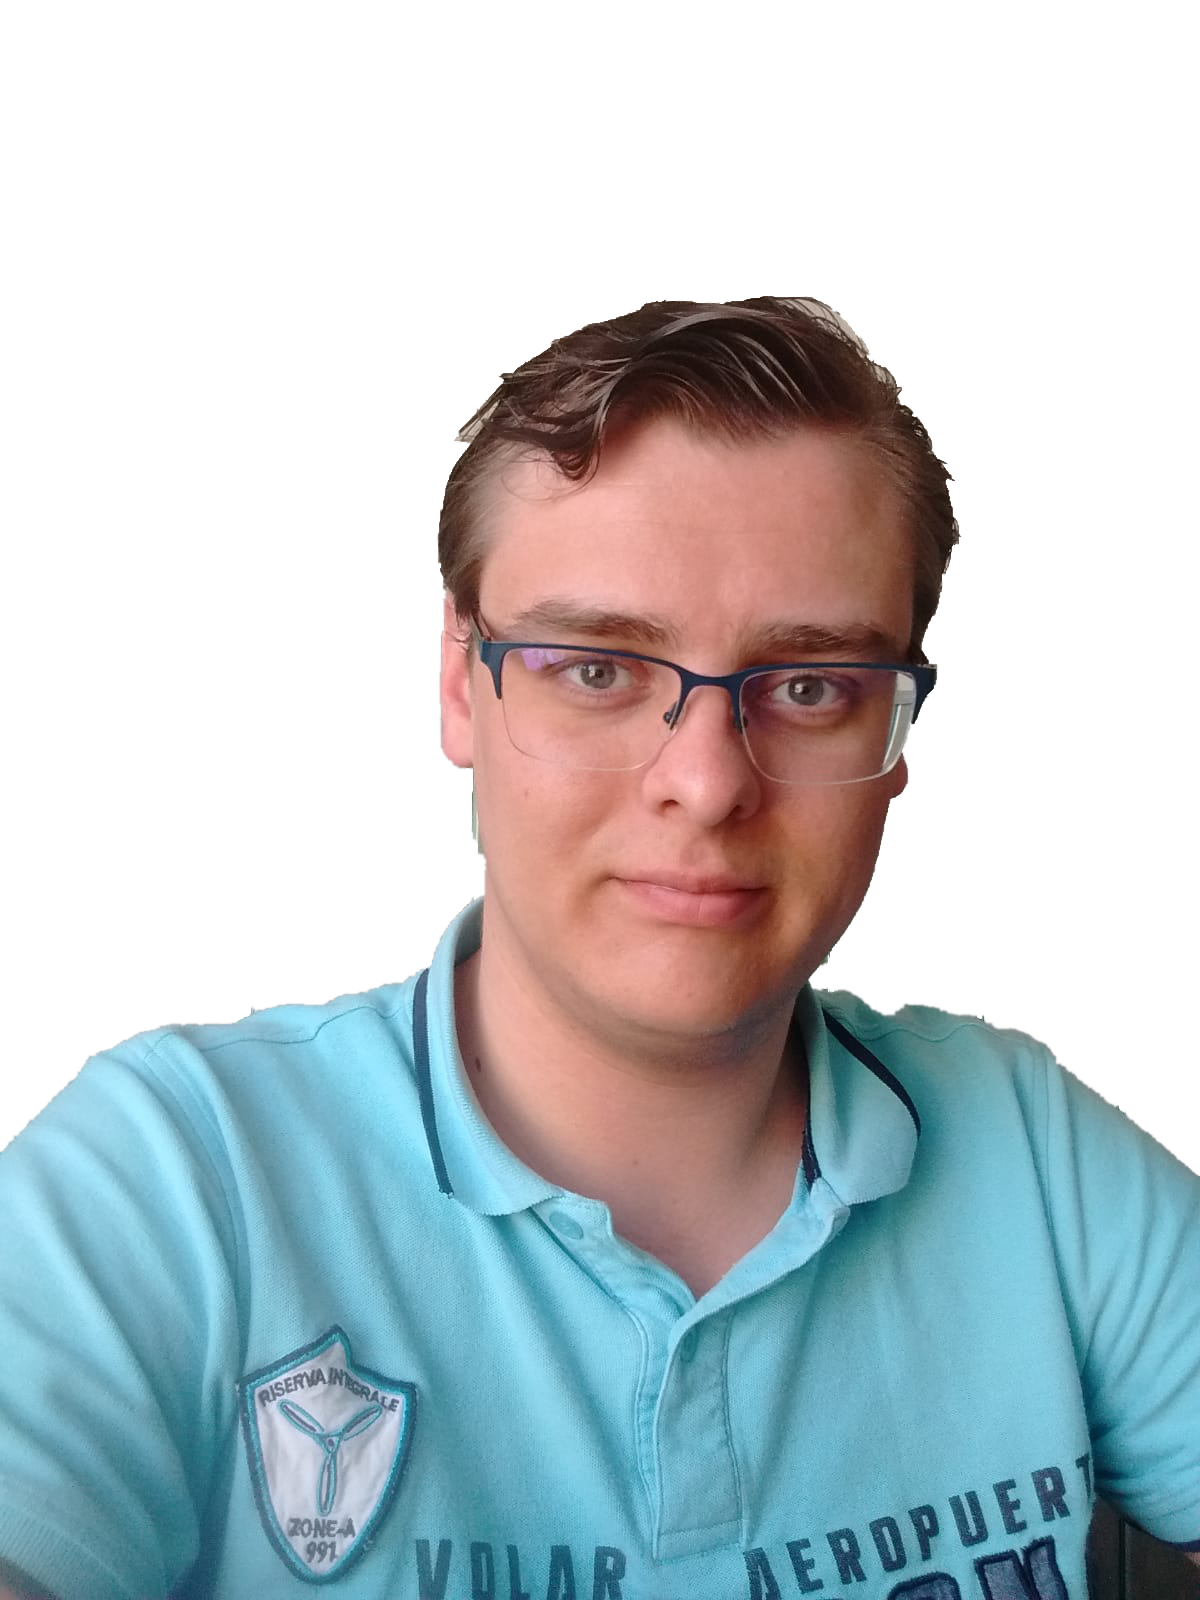 RISERVA INTEGRALE
ZONE-A
991
VOLAR AEROPUERT